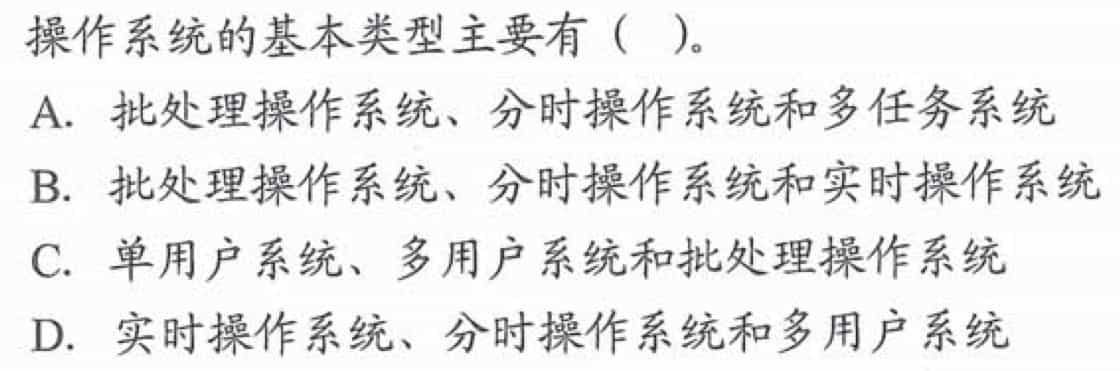 操作系统的基本类型主要有（ ）。
A. 批处理操作系统、分时操作系统和多任务系统
B. 批处理操作系统、分时操作系统和实时操作系统
C. 单用户系统、多用户系统和批处理操作系统
D. 实时操作系统、分时操作系统和多用户系统